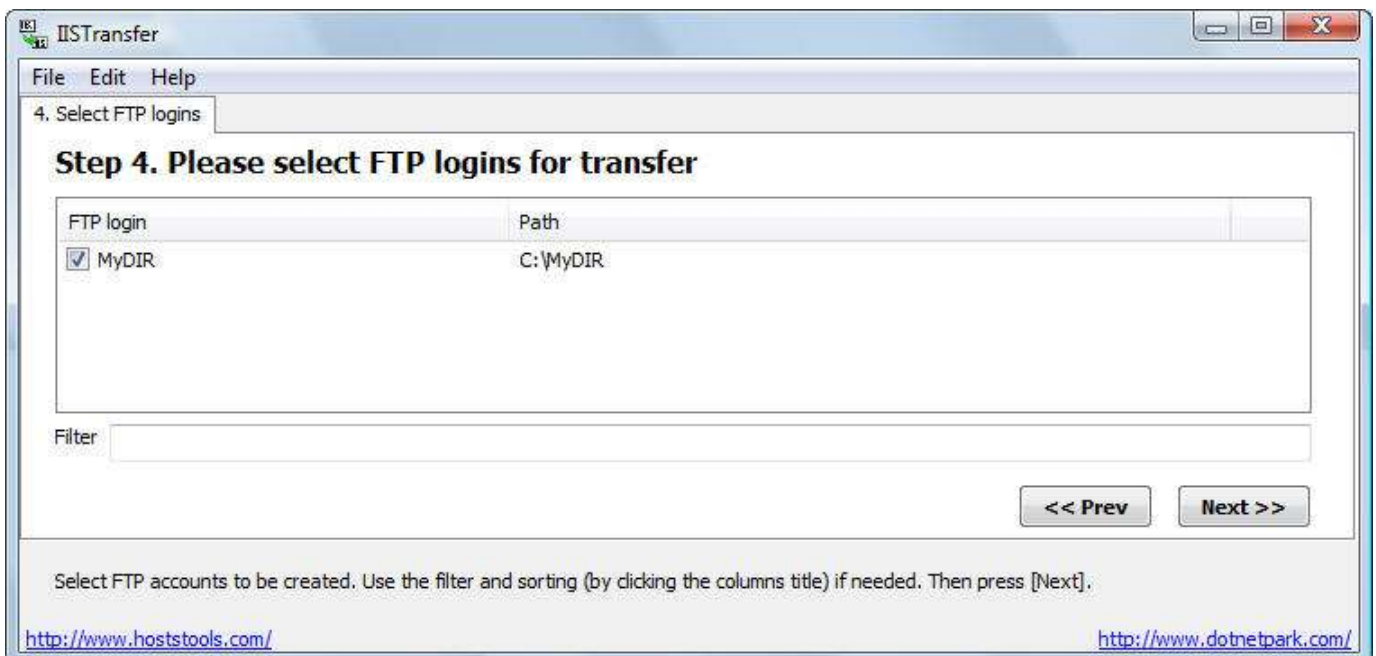 IISTransfer
File Edit Help
4. Select FTP logins
Step 4. Please select FTP logins for transfer
FTP login Path
MyDIR C:\MyDIR
Filter
<< Prev Next >>
Select FTP accounts to be created. Use the filter and sorting (by clicking the columns title) if needed. Then press [Next].
http://www.hoststools.com/ http://www.dotnetpark.com/